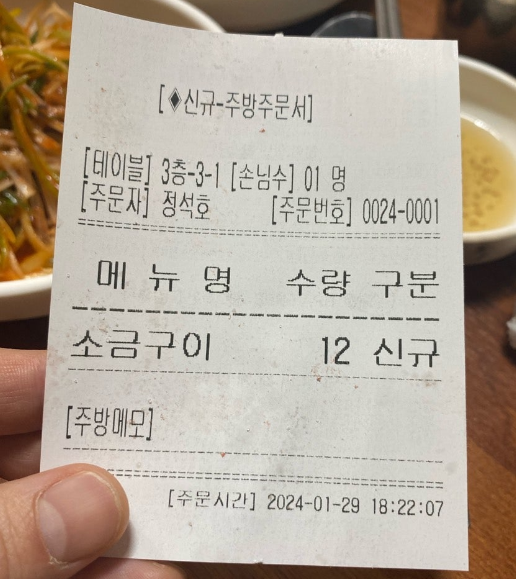 [♦신규-주방주문서]
[테이블] 3층-3-1 [손님수] 01 명
[주문자] 정석호 [주문번호] 0024-0001
메 뉴 명 수량 구분
소금구이 12 신규
[주방메모]
[주문시간] 2024-01-29 18:22:07